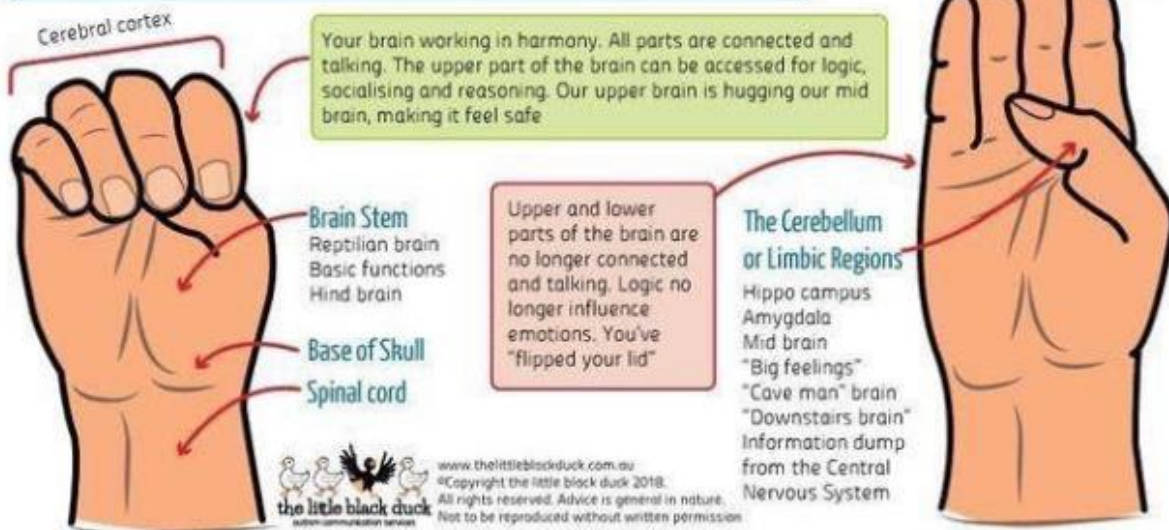 Cerebral cortex
Your brain working in harmony. All parts are connected and
talking. The upper part of the brain can be accessed for logic,
socialising and reasoning. Our upper brain is hugging our mid
brain, making it feel safe
Brain Stem
Reptilian brain
Basic functions
Hind brain
Base of Skull
Spinal cord
Upper and lower
parts of the brain are
no longer connected
and talking. Logic no
longer influence
emotions. You've
"flipped your lid"
The Cerebellum
or Limbic Regions
Hippo campus
Amygdala
Mid brain
"Big feelings"
"Cave man" brain
"Downstairs brain"
Information dump
from the Central
Nervous System
the little black duck
autism communication services
www.thelittleblackduck.com.au
©Copyright the little black duck 2018.
All rights reserved. Advice is general in nature.
Not to be reproduced without written permission